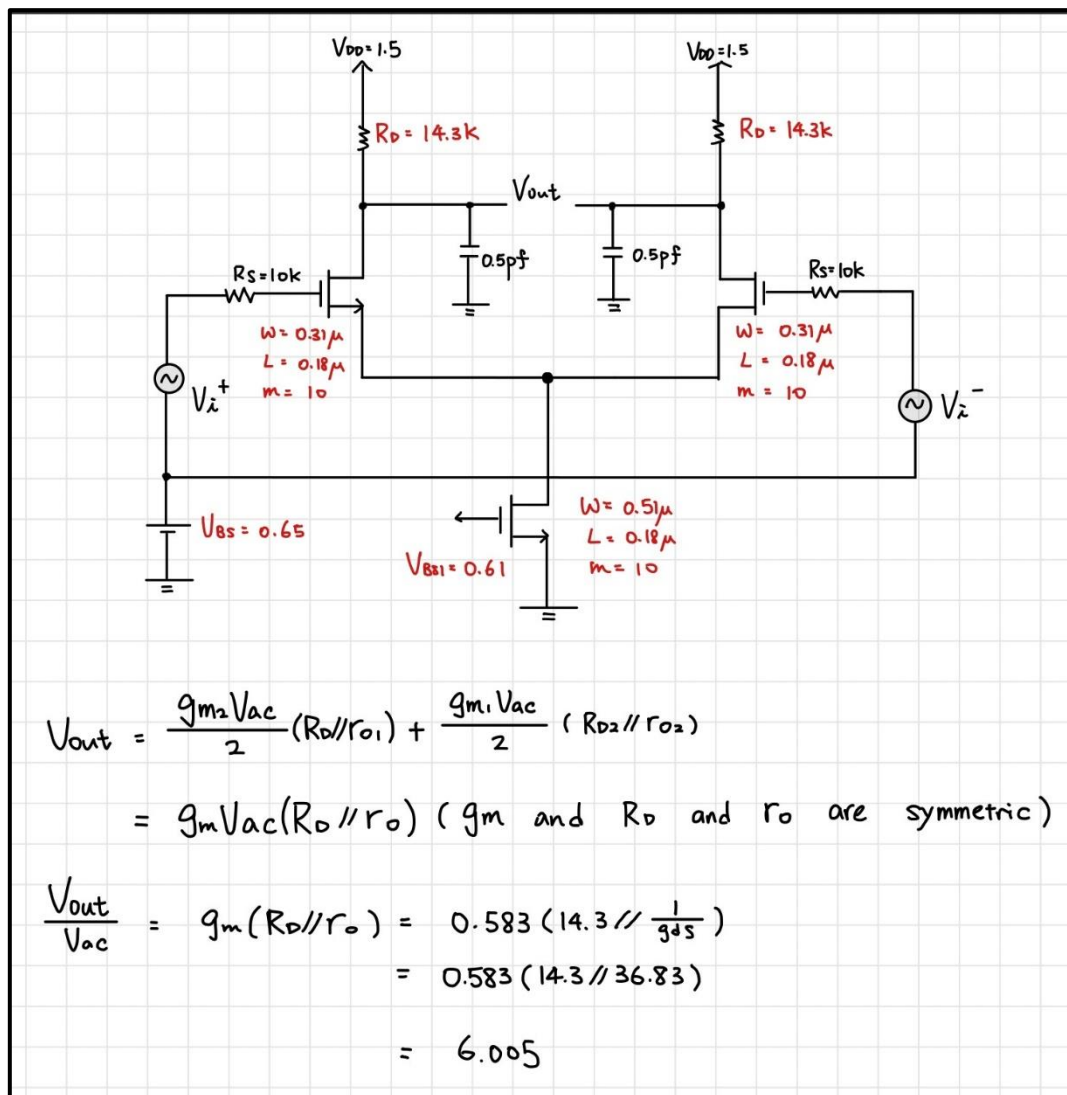 VDD=1.5 VDD=1.5
RD = 14.3k RD = 14.3k
Vout
0.5pf 0.5pf
Rs=10k Rs=10k
W= 0.31μ
L= 0.18μ
m= 10
W= 0.31μ
L= 0.18μ
m= 10
Vi+ Vi-
VBS = 0.65
W= 0.51μ
L= 0.18μ
m= 10
VBS1 = 0.61
Vout = gm2Vac/2 (RD//ro1) + gm1Vac/2 (RD2//ro2)
= gmVac(RD//ro) (gm and RD and ro are symmetric)
Vout/Vac = gm(RD//ro) = 0.583 (14.3// 1/gds)
= 0.583 (14.3//36.83)
= 6.005